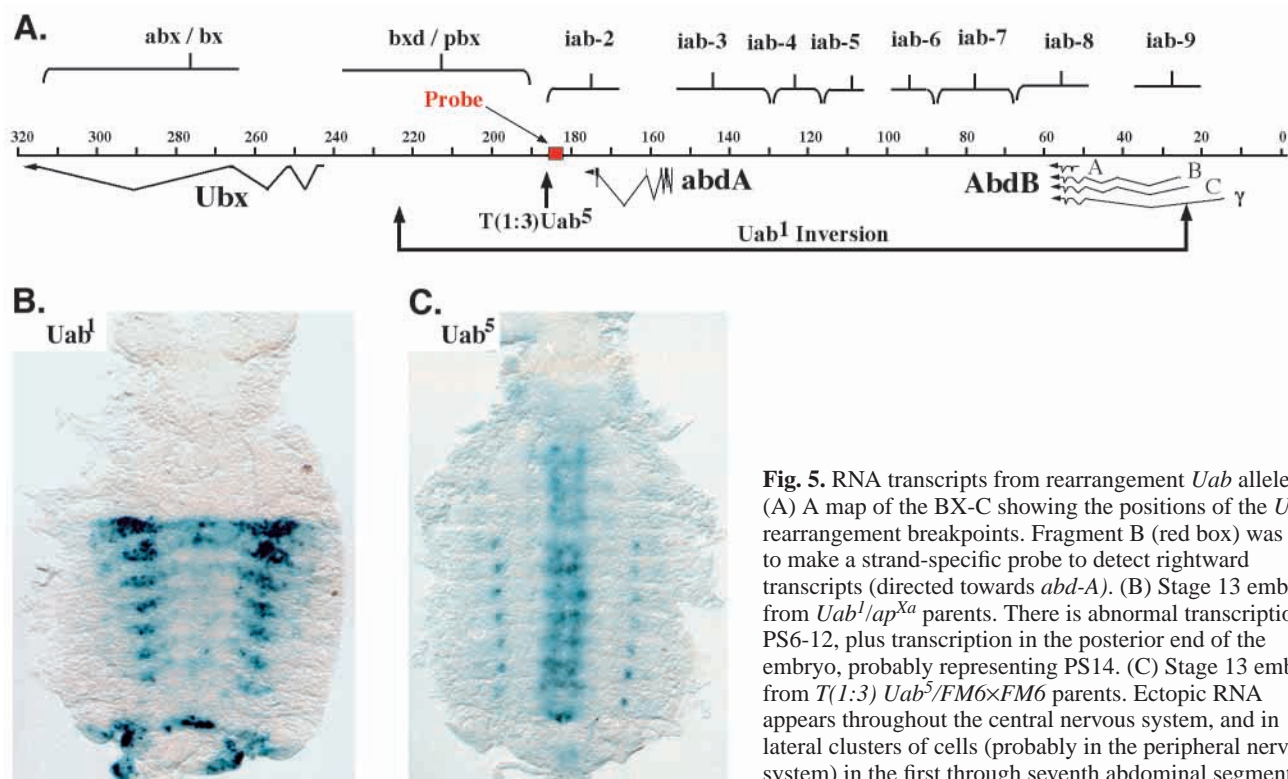 A.
abx / bx
bxd / pbx
iab-2
iab-3
iab-4
iab-5
iab-6
iab-7
iab-8
iab-9
Probe
320 300 280 260 240 220 200 180 160 140 120 100 80 60 40 20 0
Ubx
abdA
AbdB
A
B
C
γ
T(1:3)Uab5
Uab1 Inversion
B.
Uab1
C.
Uab5
Fig. 5. RNA transcripts from rearrangement Uab allele
(A) A map of the BX-C showing the positions of the U
rearrangement breakpoints. Fragment B (red box) was
to make a strand-specific probe to detect rightward
transcripts (directed towards abd-A). (B) Stage 13 emb
from Uab1/apXa parents. There is abnormal transcriptio
PS6-12, plus transcription in the posterior end of the
embryo, probably representing PS14. (C) Stage 13 emb
from T(1:3) Uab5/FM6×FM6 parents. Ectopic RNA
appears throughout the central nervous system, and in
lateral clusters of cells (probably in the peripheral nerv
system) in the first through seventh abdominal segment